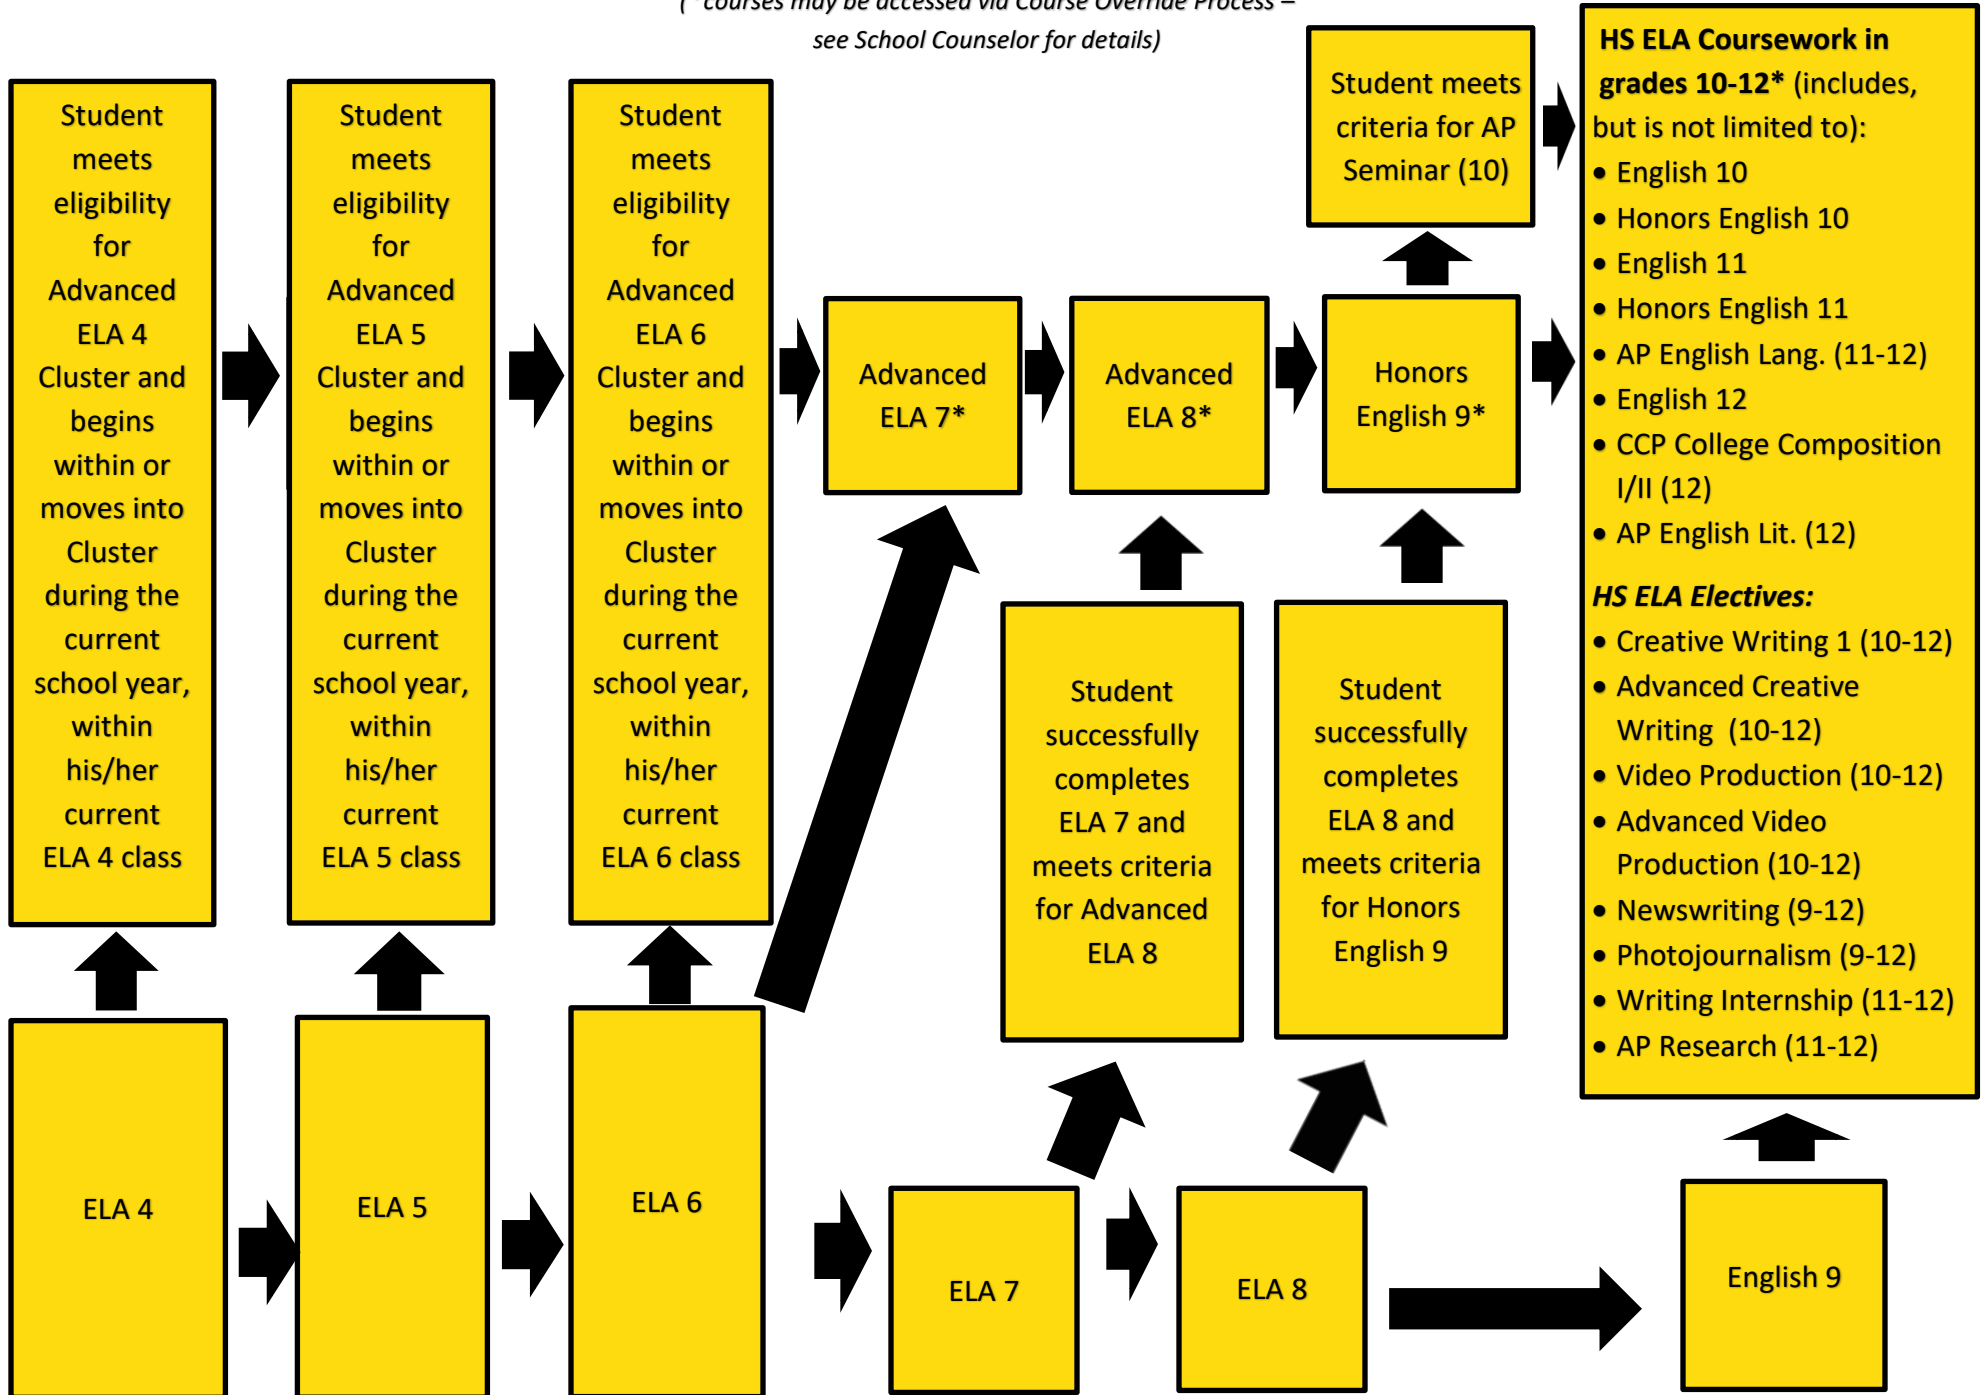 (*courses may be accessed via Course Override Process –
see School Counselor for details)
Student
meets
eligibility
for
Advanced
ELA 4
Cluster and
begins
within or
moves into
Cluster
during the
current
school year,
within
his/her
current
ELA 4 class
Student
meets
eligibility
for
Advanced
ELA 5
Cluster and
begins
within or
moves into
Cluster
during the
current
school year,
within
his/her
current
ELA 5 class
Student
meets
eligibility
for
Advanced
ELA 6
Cluster and
begins
within or
moves into
Cluster
during the
current
school year,
within
his/her
current
ELA 6 class
Advanced
ELA 7*
Advanced
ELA 8*
Honors
English 9*
Student meets
criteria for AP
Seminar (10)
HS ELA Coursework in
grades 10-12* (includes,
but is not limited to):
• English 10
• Honors English 10
• English 11
• Honors English 11
• AP English Lang. (11-12)
• English 12
• CCP College Composition
I/II (12)
• AP English Lit. (12)
HS ELA Electives:
• Creative Writing 1 (10-12)
• Advanced Creative
Writing (10-12)
• Video Production (10-12)
• Advanced Video
Production (10-12)
• Newswriting (9-12)
• Photojournalism (9-12)
• Writing Internship (11-12)
• AP Research (11-12)
Student
successfully
completes
ELA 7 and
meets criteria
for Advanced
ELA 8
Student
successfully
completes
ELA 8 and
meets criteria
for Honors
English 9
ELA 4
ELA 5
ELA 6
ELA 7
ELA 8
English 9